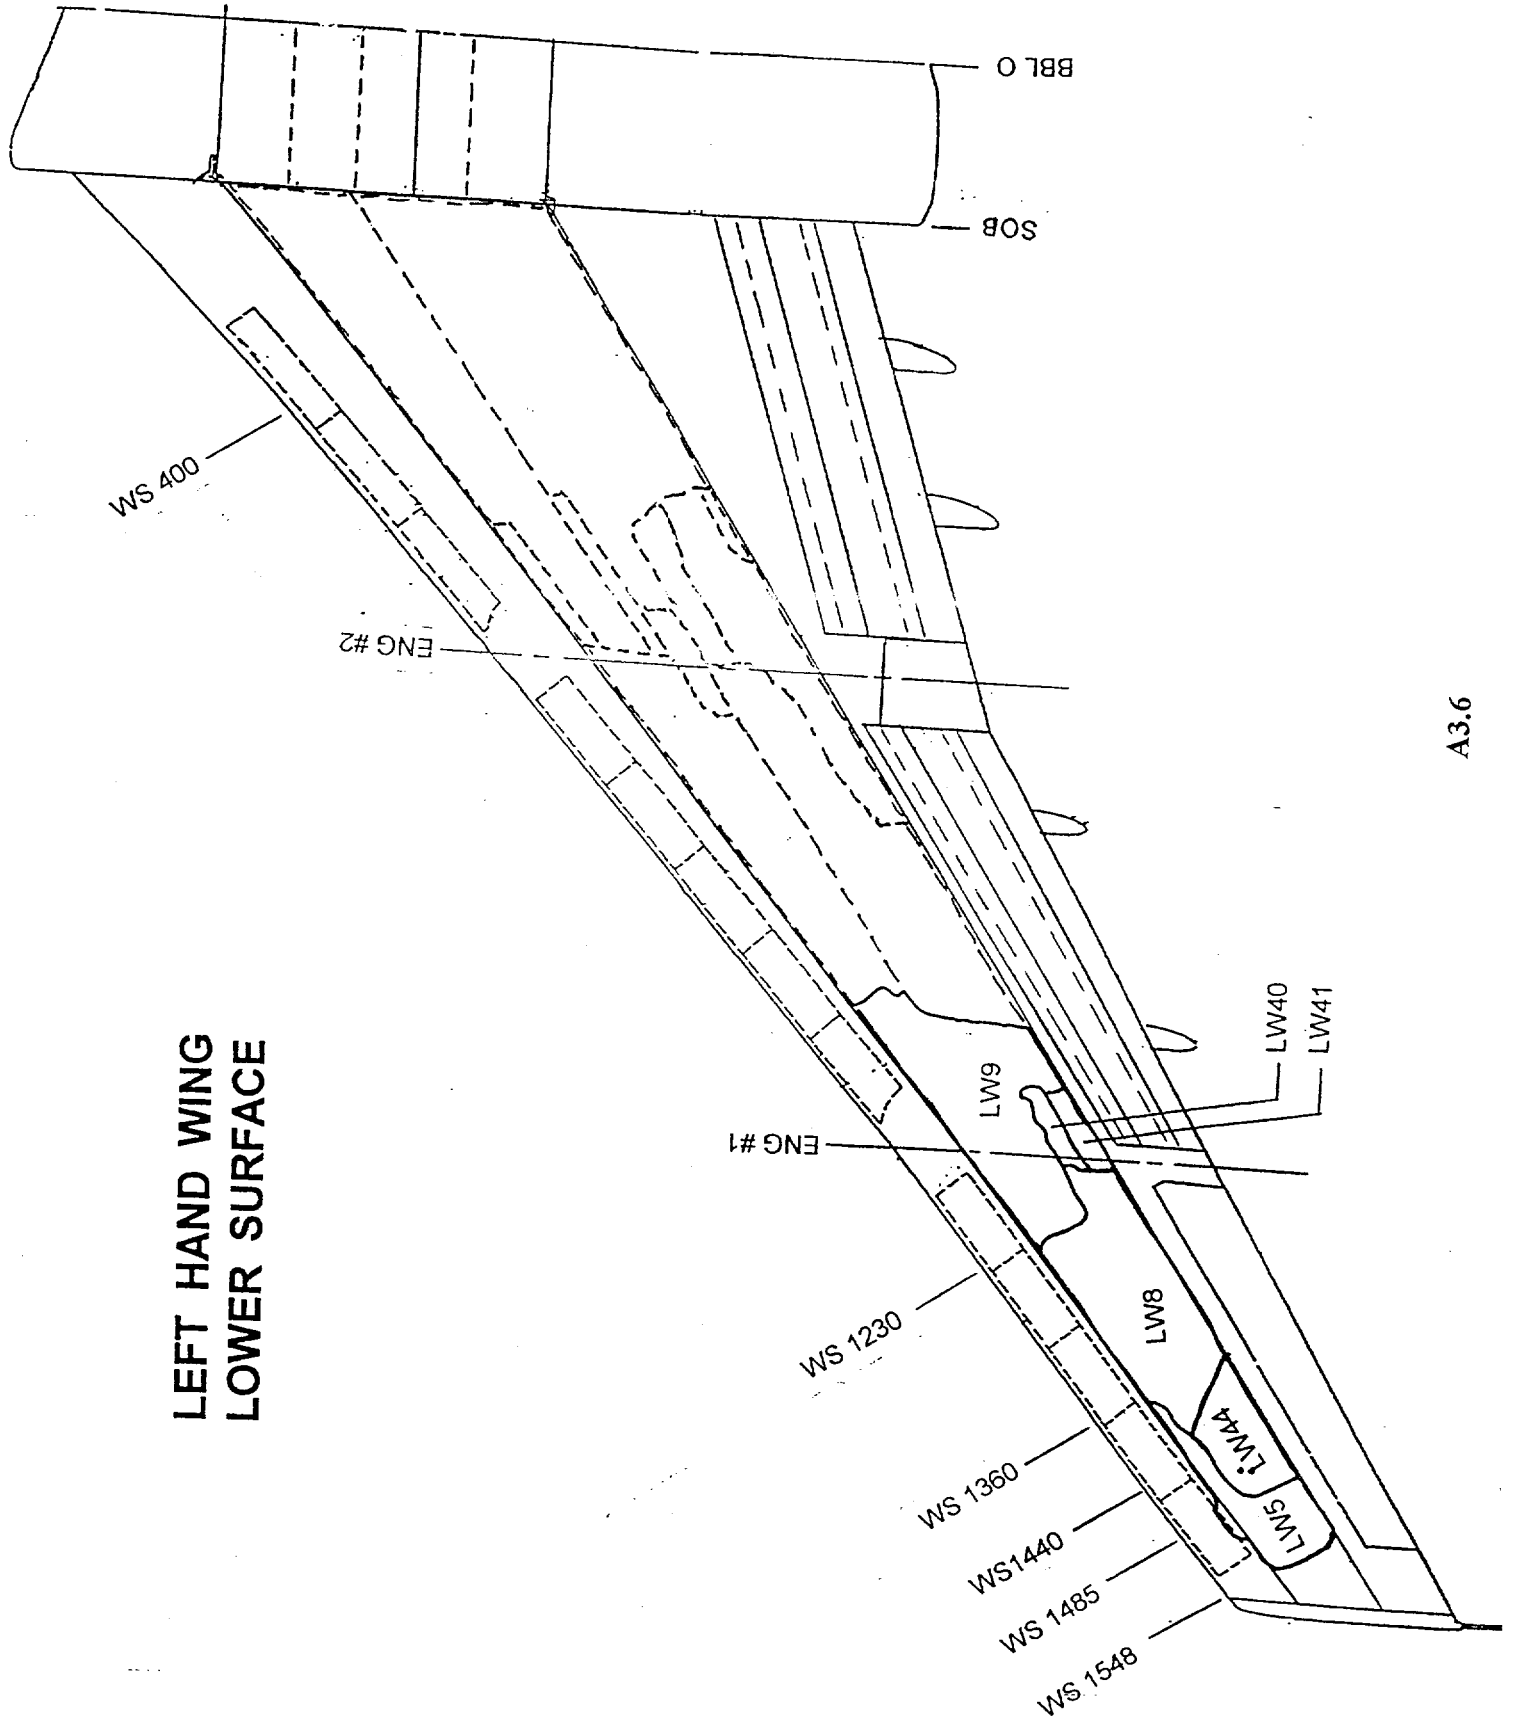 LEFT HAND WING
LOWER SURFACE
BBL O
SOB
WS 400
ENG #2
ENG #1
WS 1230
WS 1360
WS1440
WS 1485
WS 1548
LW9
LW40
LW41
LW8
LW44
LW5
A3.6